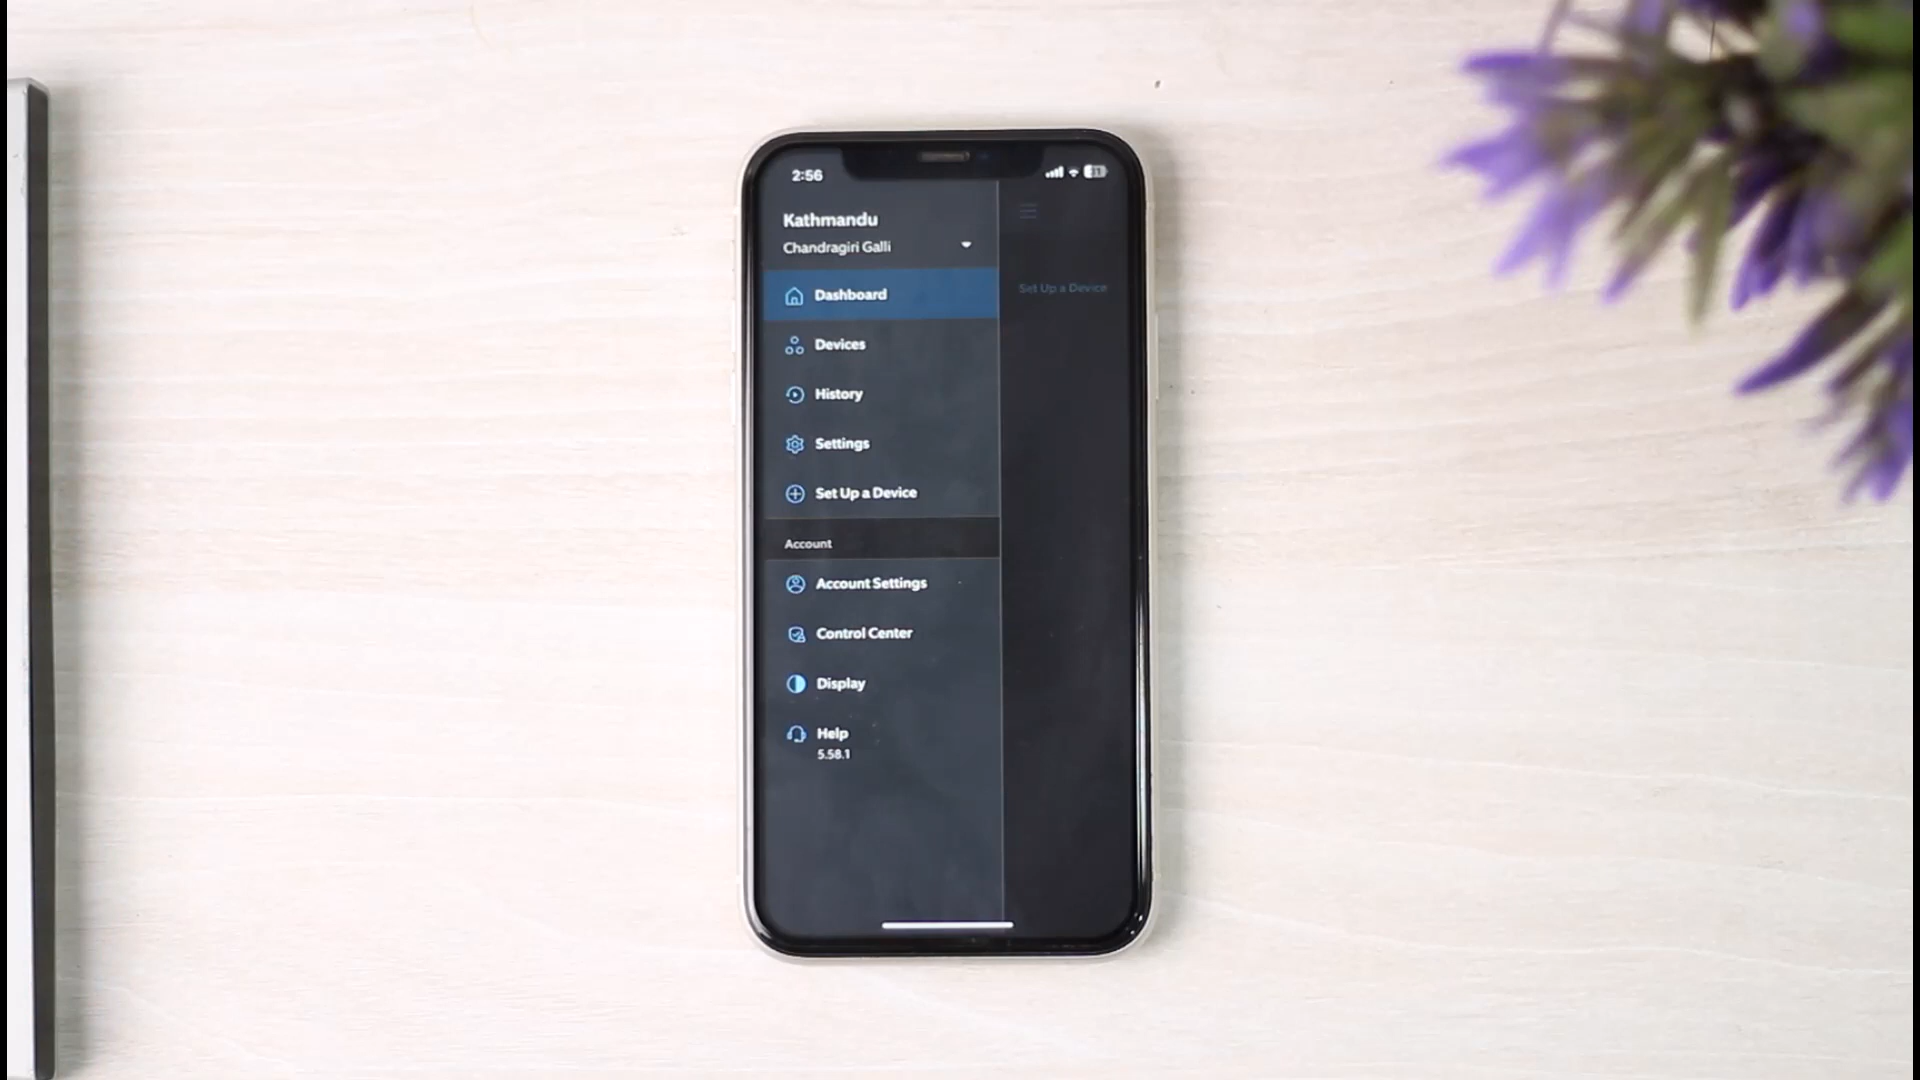 2:56
Kathmandu
Chandragiri Galli
Dashboard
Set Up a Device
Devices
History
Settings
Set Up a Device
Account
Account Settings
Control Center
Display
Help
5.58.1